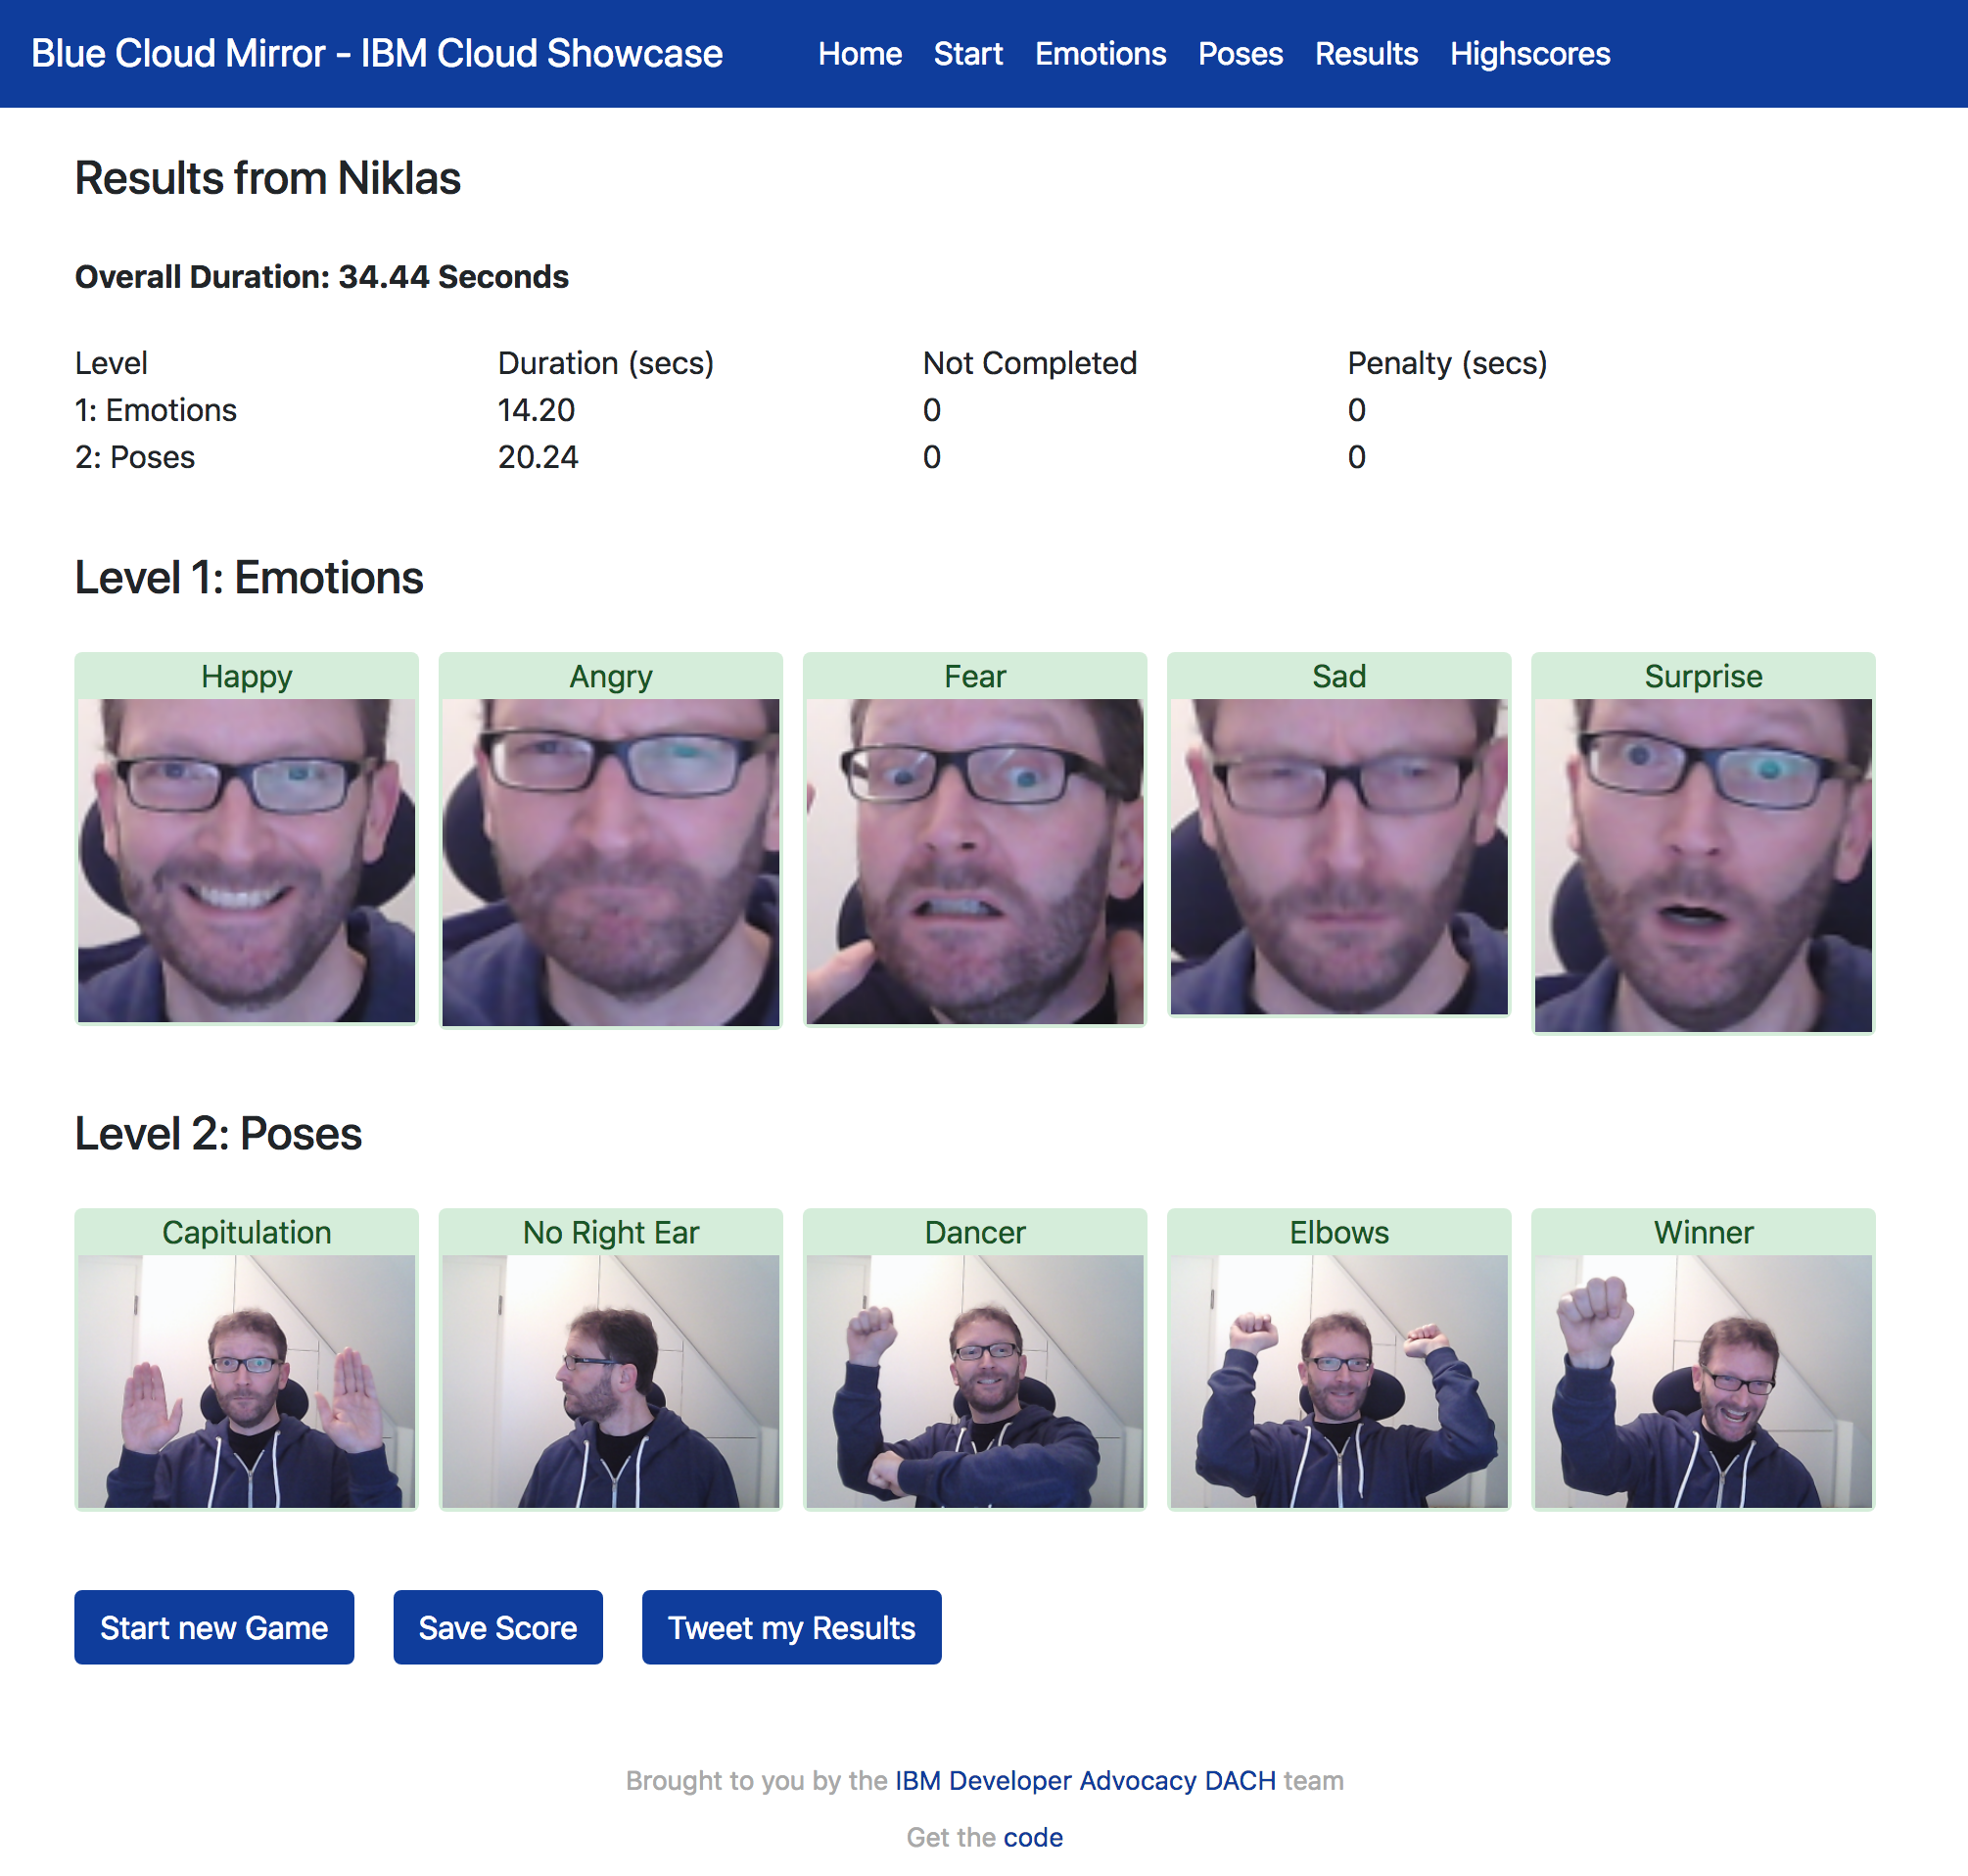 Blue Cloud Mirror - IBM Cloud Showcase Home Start Emotions Poses Results Highscores
Results from Niklas
Overall Duration: 34.44 Seconds
Level Duration (secs) Not Completed Penalty (secs)
1: Emotions 14.20 0 0
2: Poses 20.24 0 0
Level 1: Emotions
Happy Angry Fear Sad Surprise
Level 2: Poses
Capitulation No Right Ear Dancer Elbows Winner
Start new Game Save Score Tweet my Results
Brought to you by the IBM Developer Advocacy DACH team
Get the code